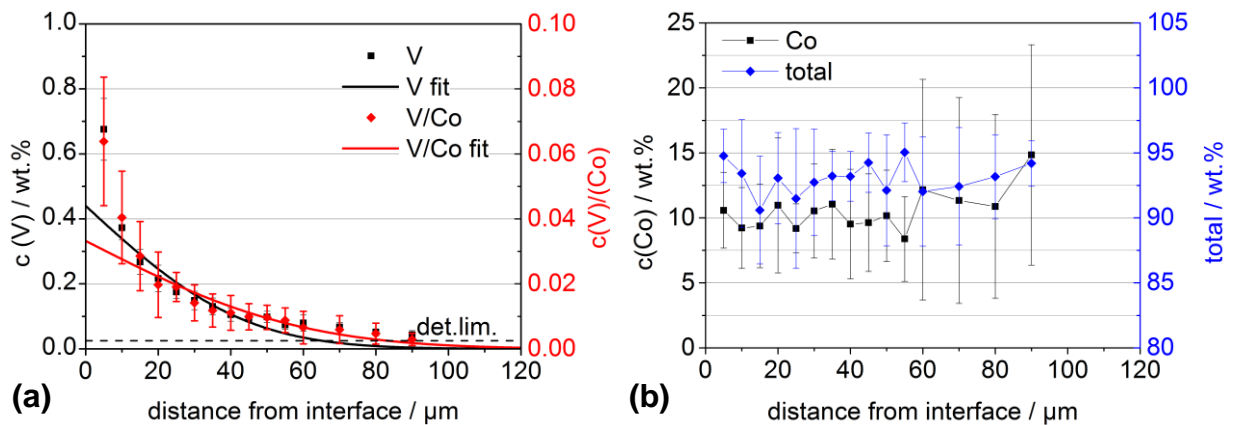 1.0
0.8
0.6
0.4
0.2
0.0
c (V) / wt.%
V
V fit
V/Co
V/Co fit
det.lim.
0.10
0.08
0.06
0.04
0.02
0.00
c(V)/(Co)
0 20 40 60 80 100 120
distance from interface / µm
(a)
25
20
15
10
5
0
c(Co) / wt.%
Co
total
105
100
95
90
85
80
total / wt.%
0 20 40 60 80 100 120
distance from interface / µm
(b)